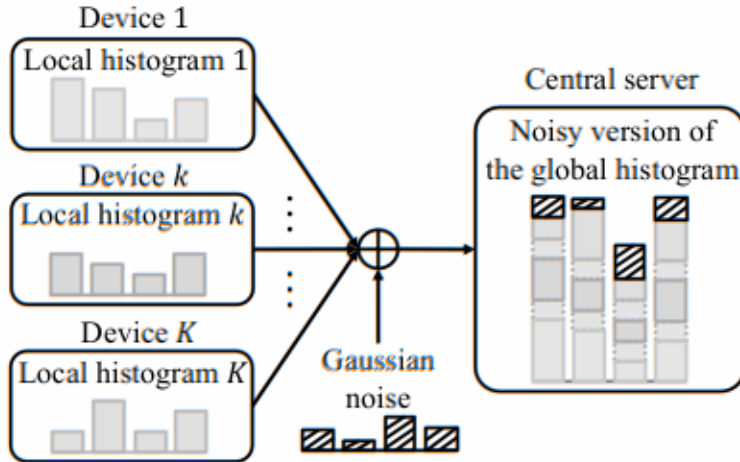 Device 1
Local histogram 1
Device k
Local histogram k
Device K
Local histogram K
Gaussian
noise
Central server
Noisy version of
the global histogram